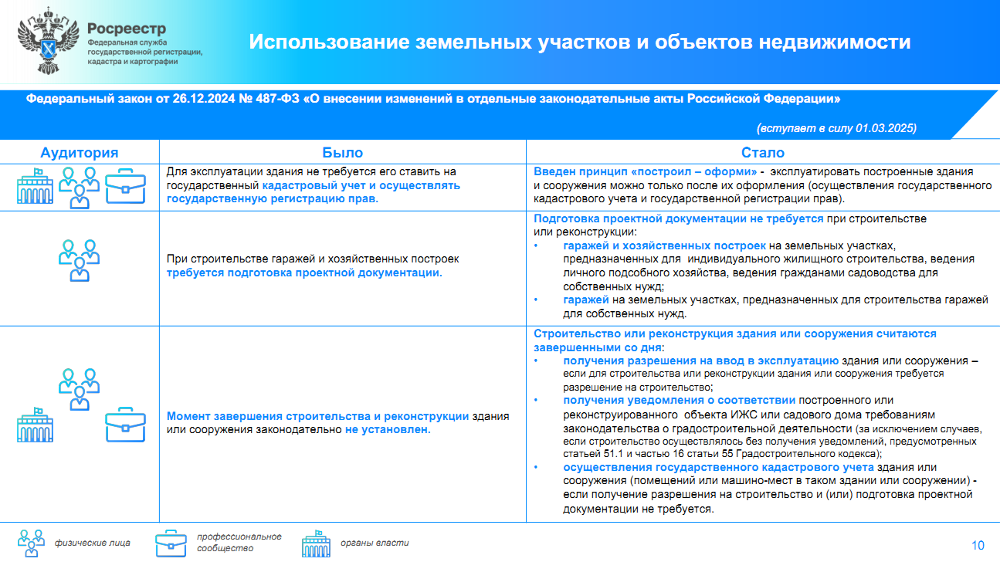 Росреестр
Федеральная служба
государственной регистрации,
кадастра и картографии
Использование земельных участков и объектов недвижимости
Федеральный закон от 26.12.2024 № 487-ФЗ «О внесении изменений в отдельные законодательные акты Российской Федерации»
(вступает в силу 01.03.2025)
Аудитория
Было
Стало
Для эксплуатации здания не требуется его ставить на
государственный кадастровый учет и осуществлять
государственную регистрацию прав.
Введен принцип «построил – оформи» - эксплуатировать построенные здания
и сооружения можно только после их оформления (осуществления государственного
кадастрового учета и государственной регистрации прав).
При строительстве гаражей и хозяйственных построек
требуется подготовка проектной документации.
Подготовка проектной документации не требуется при строительстве
или реконструкции:
• гаражей и хозяйственных построек на земельных участках,
предназначенных для индивидуального жилищного строительства, ведения
личного подсобного хозяйства, ведения гражданами садоводства для
собственных нужд;
• гаражей на земельных участках, предназначенных для строительства гаражей
для собственных нужд.
Момент завершения строительства и реконструкции здания
или сооружения законодательно не установлен.
Строительство или реконструкция здания или сооружения считаются
завершенными со дня:
• получения разрешения на ввод в эксплуатацию здания или сооружения –
если для строительства или реконструкции здания или сооружения требуется
разрешение на строительство;
• получения уведомления о соответствии построенного или
реконструированного объекта ИЖС или садового дома требованиям
законодательства о градостроительной деятельности (за исключением случаев,
если строительство осуществлялось без получения уведомлений, предусмотренных
статьей 51.1 и частью 16 статьи 55 Градостроительного кодекса);
• осуществления государственного кадастрового учета здания или
сооружения (помещений или машино-мест в таком здании или сооружении) -
если получение разрешения на строительство и (или) подготовка проектной
документации не требуется.
физические лица
профессиональное
сообщество
органы власти
10